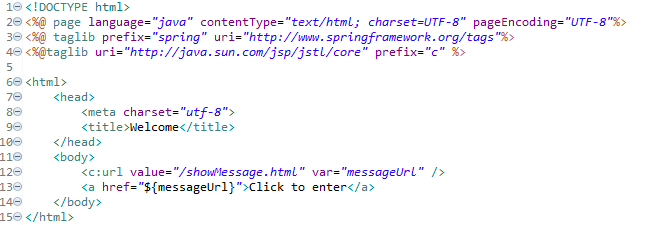 1 <!DOCTYPE html>
2 <%@ page language="java" contentType="text/html; charset=UTF-8" pageEncoding="UTF-8"%>
3 <%@ taglib prefix="spring" uri="http://www.springframework.org/tags"%>
4 <%@taglib uri="http://java.sun.com/jsp/jstl/core" prefix="c" %>
5
6 <html>
7     <head>
8         <meta charset="utf-8">
9         <title>Welcome</title>
10     </head>
11     <body>
12         <c:url value="/showMessage.html" var="messageUrl" />
13         <a href="${messageUrl}">Click to enter</a>
14     </body>
15 </html>